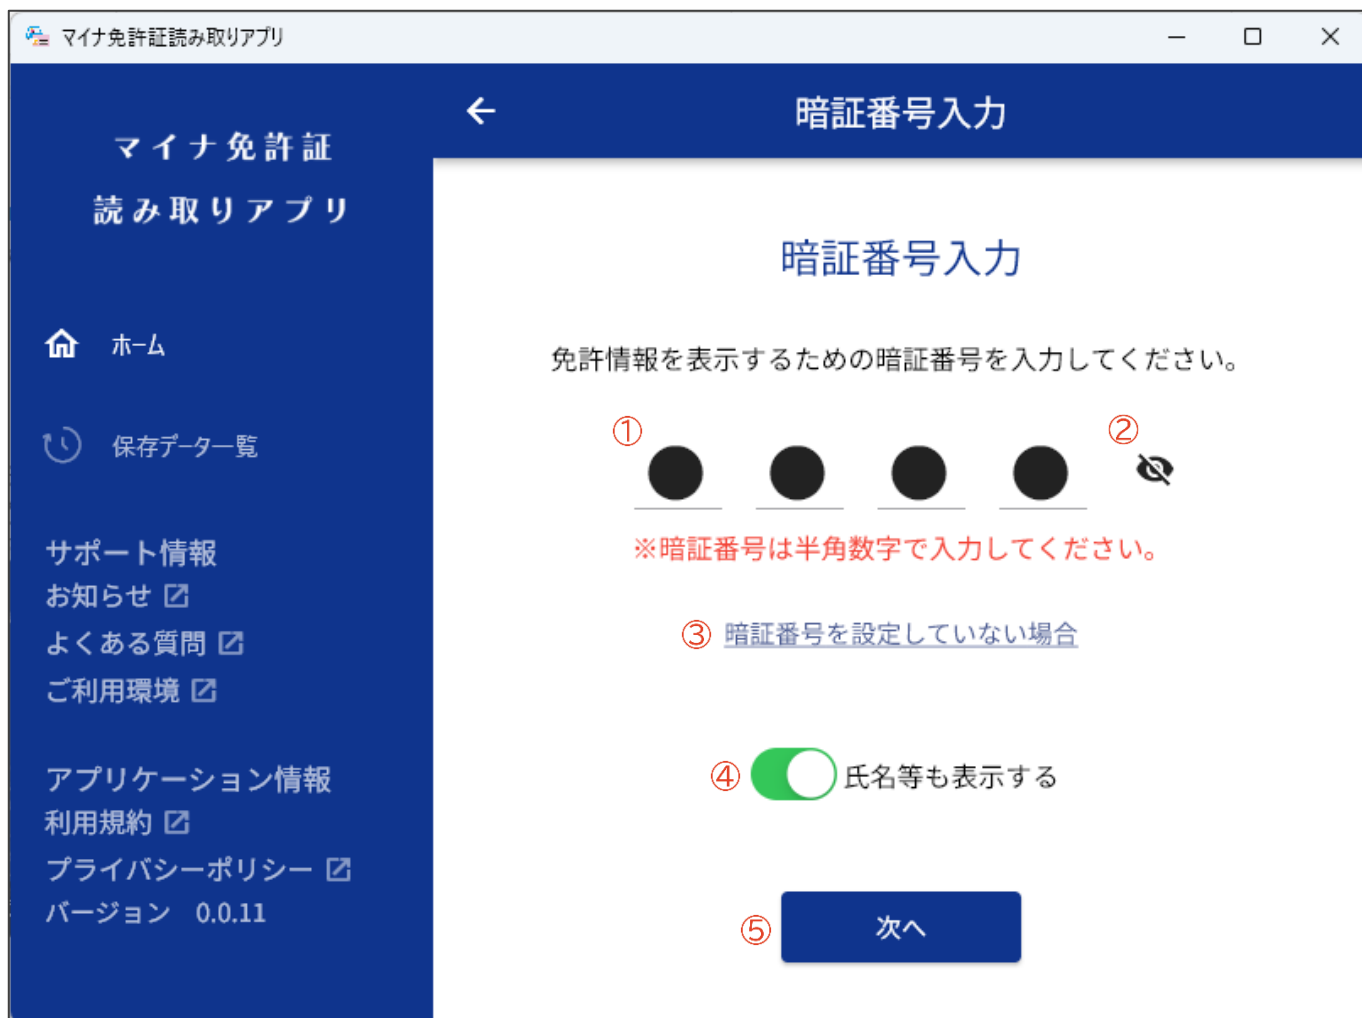 マイナ免許証読み取りアプリ
マイナ免許証
読み取りアプリ
ホーム
保存データ一覧
サポート情報
お知らせ
よくある質問
ご利用環境
アプリケーション情報
利用規約
プライバシーポリシー
バージョン 0.0.11
暗証番号入力
暗証番号入力
免許情報を表示するための暗証番号を入力してください。
① ②
※暗証番号は半角数字で入力してください。
③ 暗証番号を設定していない場合
④ 氏名等も表示する
⑤ 次へ